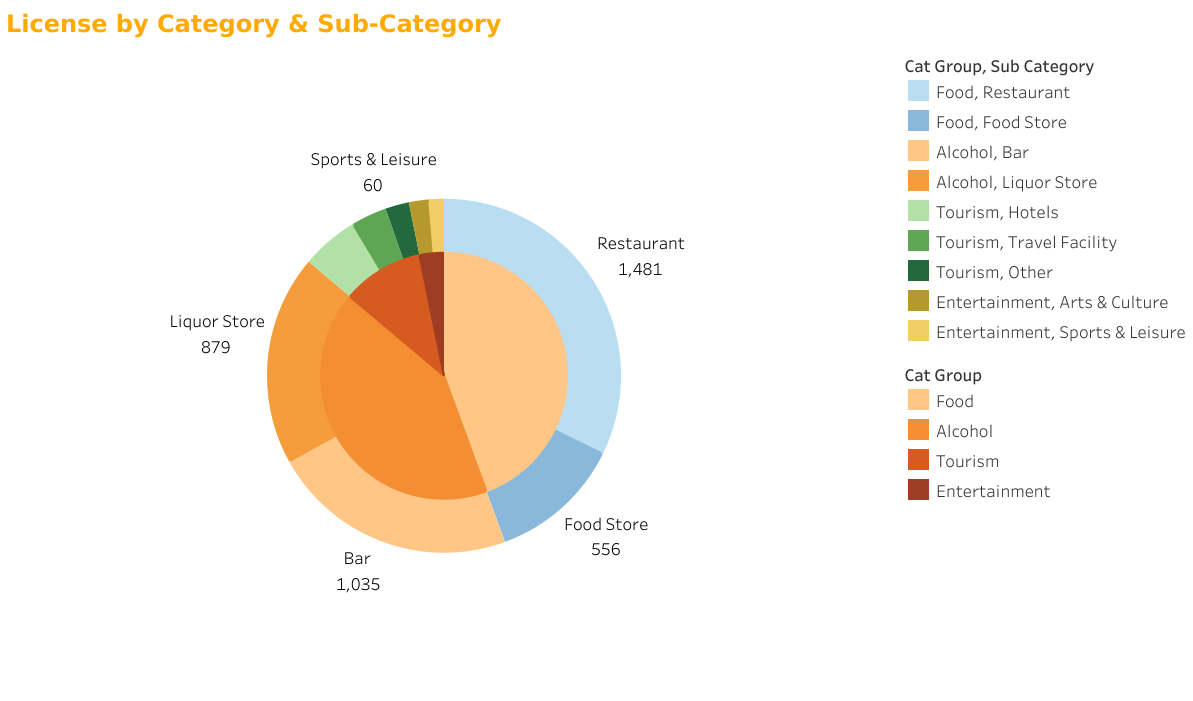 License by Category & Sub-Category
Sports & Leisure
60
Restaurant
1,481
Liquor Store
879
Food Store
556
Bar
1,035
Cat Group, Sub Category
Food, Restaurant
Food, Food Store
Alcohol, Bar
Alcohol, Liquor Store
Tourism, Hotels
Tourism, Travel Facility
Tourism, Other
Entertainment, Arts & Culture
Entertainment, Sports & Leisure
Cat Group
Food
Alcohol
Tourism
Entertainment